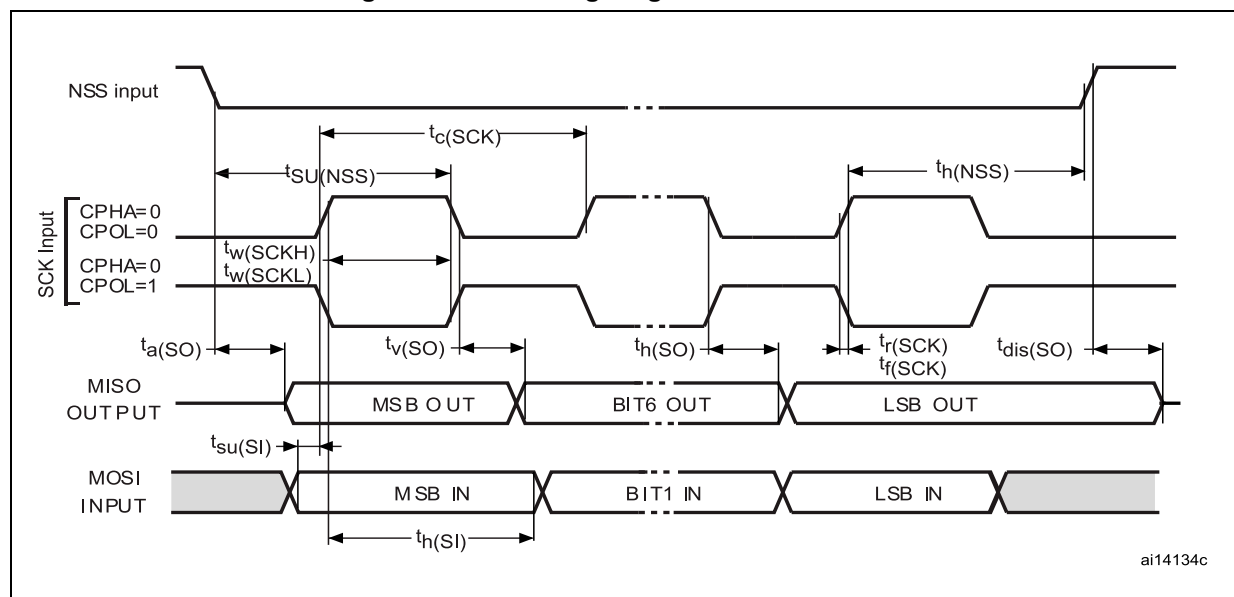 NSS input
tc(SCK)
tSU(NSS)
th(NSS)
SCK Input
CPHA=0
CPOL=0
tw(SCKH)
CPHA=0
tw(SCKL)
CPOL=1
ta(SO)
tv(SO)
th(SO)
tr(SCK)
tf(SCK)
tdis(SO)
MISO
OUTPUT
MSB OUT
BIT6 OUT
LSB OUT
tsu(SI)
MOSI
INPUT
MSB IN
BIT1 IN
LSB IN
th(SI)
ai14134c